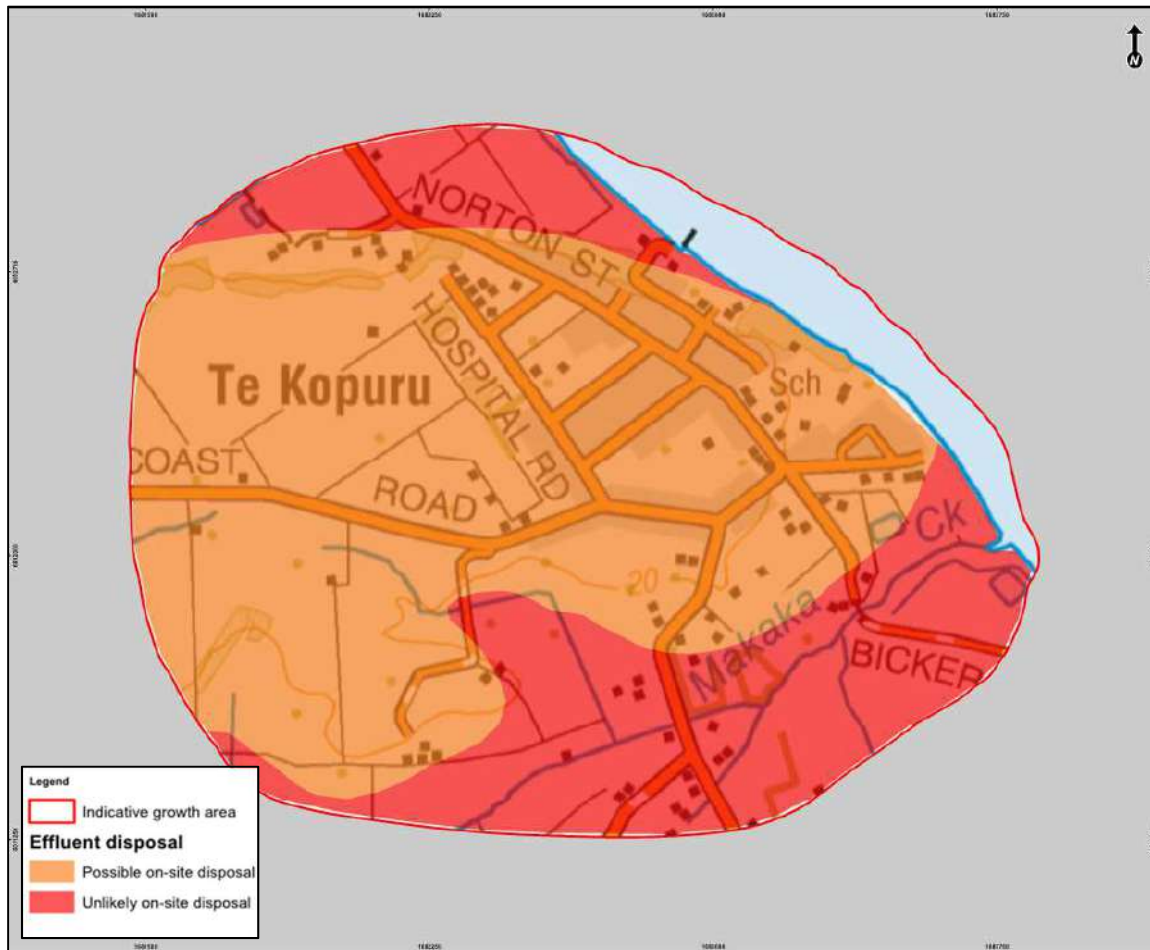 N
NORTON ST
HOSPITAL RD
Te Kopuru
Sch
COAST
ROAD
Ck
20
Makaka
BICKER
Legend
Indicative growth area
Effluent disposal
Possible on-site disposal
Unlikely on-site disposal